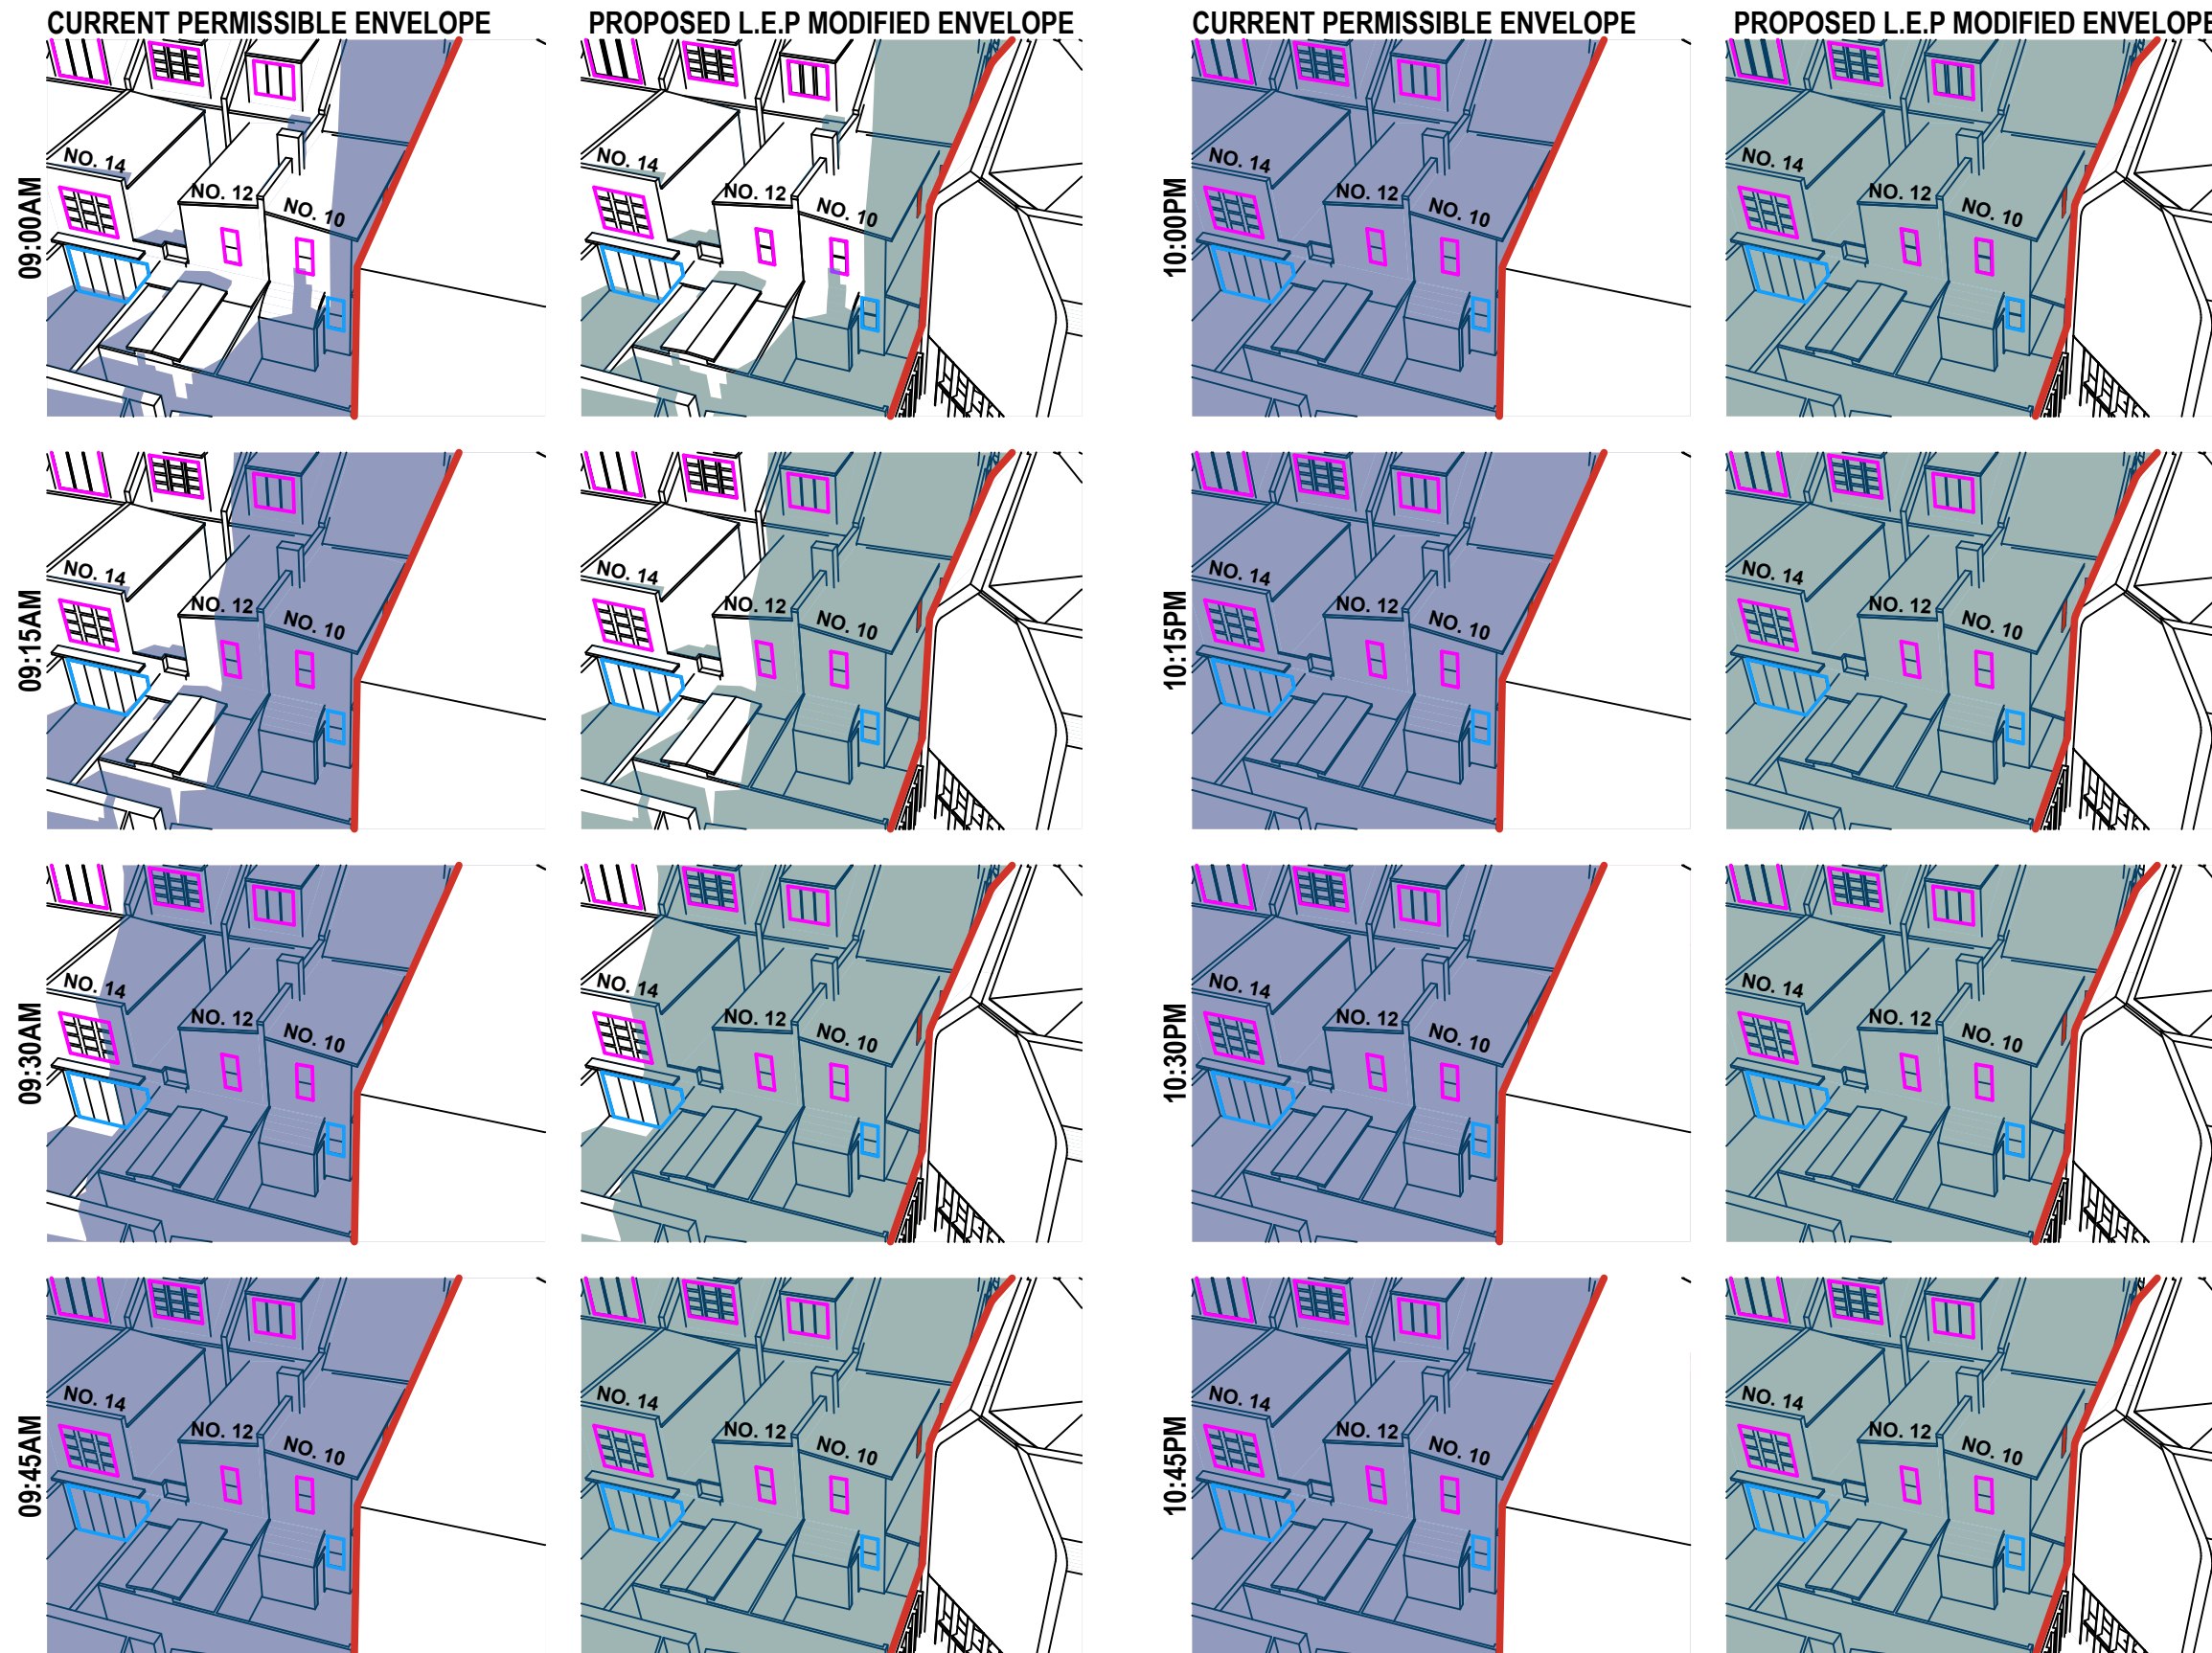 CURRENT PERMISSIBLE ENVELOPE
PROPOSED L.E.P MODIFIED ENVELOPE
CURRENT PERMISSIBLE ENVELOPE
PROPOSED L.E.P MODIFIED ENVELOPE
09:00AM
NO. 14
NO. 12
NO. 10
NO. 14
NO. 12
NO. 10
10:00PM
NO. 14
NO. 12
NO. 10
NO. 14
NO. 12
NO. 10
09:15AM
NO. 14
NO. 12
NO. 10
NO. 14
NO. 12
NO. 10
10:15PM
NO. 14
NO. 12
NO. 10
NO. 14
NO. 12
NO. 10
09:30AM
NO. 14
NO. 12
NO. 10
NO. 14
NO. 12
NO. 10
10:30PM
NO. 14
NO. 12
NO. 10
NO. 14
NO. 12
NO. 10
09:45AM
NO. 14
NO. 12
NO. 10
NO. 14
NO. 12
NO. 10
10:45PM
NO. 14
NO. 12
NO. 10
NO. 14
NO. 12
NO. 10